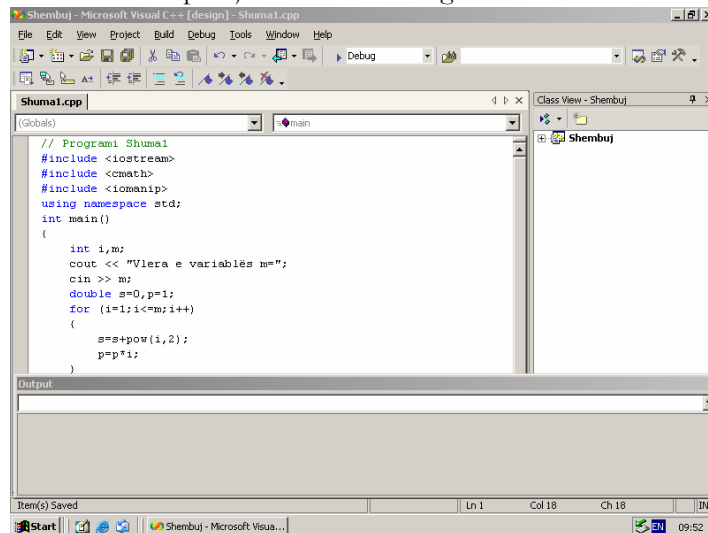 Shembuj - Microsoft Visual C++ [design] - Shuma1.cpp
File Edit View Project Build Debug Tools Window Help
Debug
Shuma1.cpp
Class View - Shembuj
(Globals)
main
Shembuj
// Programi Shuma1
#include <iostream>
#include <cmath>
#include <iomanip>
using namespace std;
int main()
{
int i,m;
cout << "Vlera e variablës m=";
cin >> m;
double s=0,p=1;
for (i=1;i<=m;i++)
{
s=s+pow(i,2);
p=p*i;
}
Output
Item(s) Saved
Ln 1
Col 18
Ch 18
IN
Start
Shembuj - Microsoft Visua...
EN
09:52